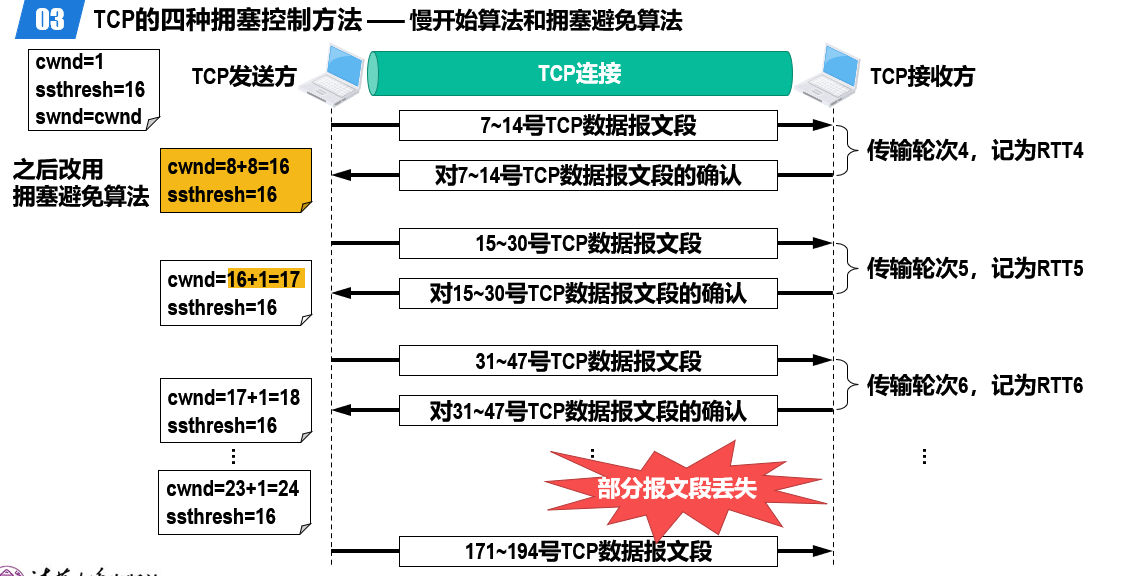 03 TCP的四种拥塞控制方法 —— 慢开始算法和拥塞避免算法
cwnd=1
ssthresh=16
swnd=cwnd
TCP发送方
TCP连接
TCP接收方
7~14号TCP数据报文段
传输轮次4，记为RTT4
之后改用
拥塞避免算法
cwnd=8+8=16
ssthresh=16
对7~14号TCP数据报文段的确认
15~30号TCP数据报文段
传输轮次5，记为RTT5
cwnd=16+1=17
ssthresh=16
对15~30号TCP数据报文段的确认
31~47号TCP数据报文段
传输轮次6，记为RTT6
cwnd=17+1=18
ssthresh=16
对31~47号TCP数据报文段的确认
⋮
⋮
⋮
cwnd=23+1=24
ssthresh=16
部分报文段丢失
171~194号TCP数据报文段